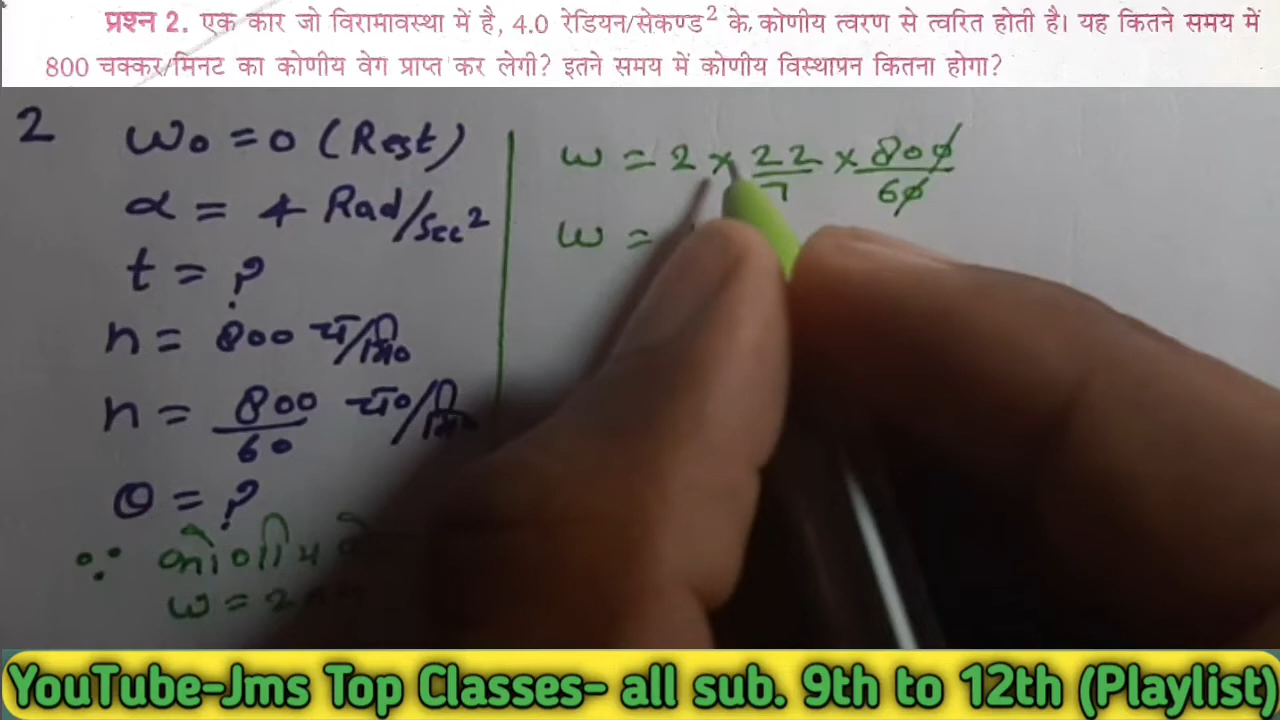 प्रश्न 2. एक कार जो विरामावस्था में है, 4.0 रेडियन/सेकण्ड² के, कोणीय त्वरण से त्वरित होती है। यह कितने समय में
800 चक्कर/मिनट का कोणीय वेग प्राप्त कर लेगी? इतने समय में कोणीय विस्थापन कितना होगा?
2
ω₀ = 0 (Rest)
α = 4 Rad/Sec²
t = ?
n = 800 च/मि०
n = 800/60 च०/मि०
θ = ?
∵ कोणीय
ω = 2
ω = 2 × 22/7 × 800/60
ω =
YouTube-Jms Top Classes- all sub. 9th to 12th (Playlist)